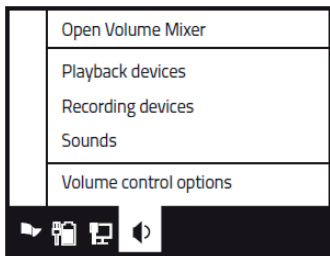 Open Volume Mixer
Playback devices
Recording devices
Sounds
Volume control options